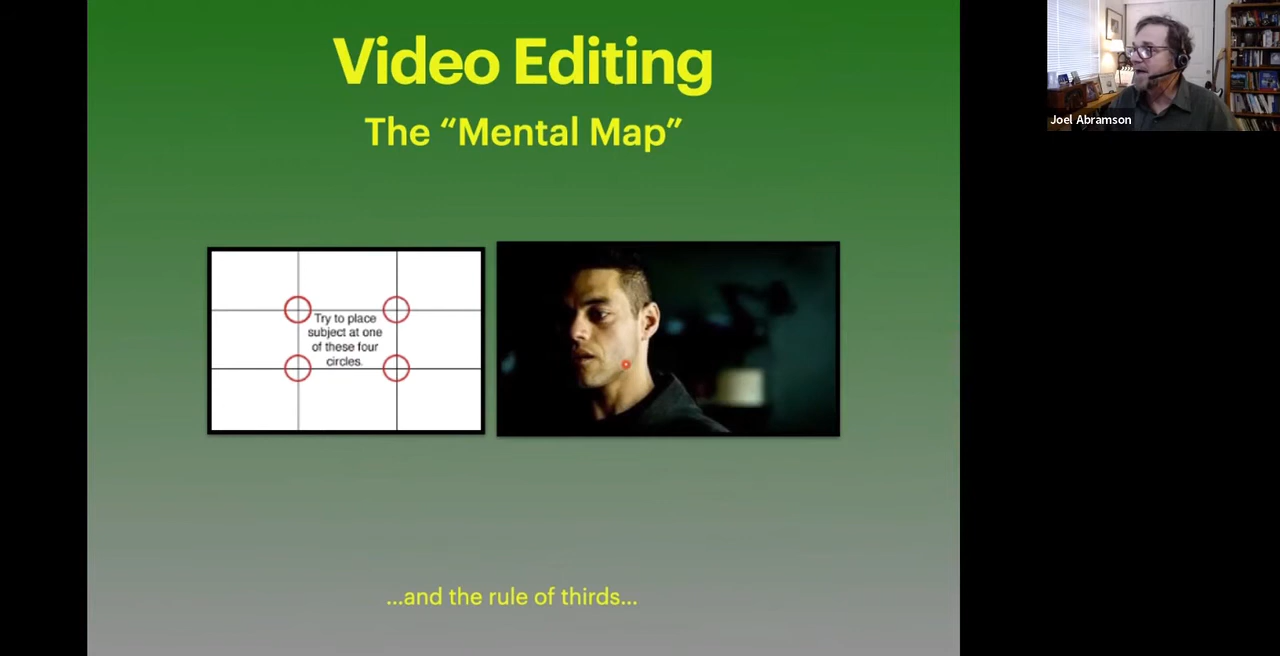 Video Editing
The “Mental Map”
Try to place
subject at one
of these four
circles.
...and the rule of thirds...
Joel Abramson